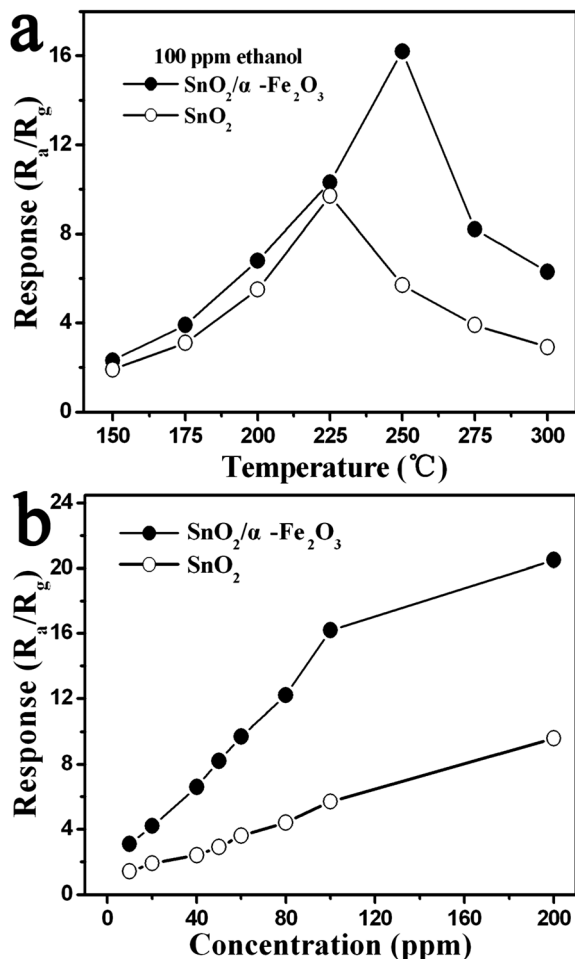 a
100 ppm ethanol
SnO₂/α -Fe₂O₃
SnO₂
Response (Rₐ/R_g)
16
12
8
4
0
150 175 200 225 250 275 300
Temperature (℃)
b
SnO₂/α -Fe₂O₃
SnO₂
Response (Rₐ/R_g)
24
20
16
12
8
4
0
0 40 80 120 160 200
Concentration (ppm)